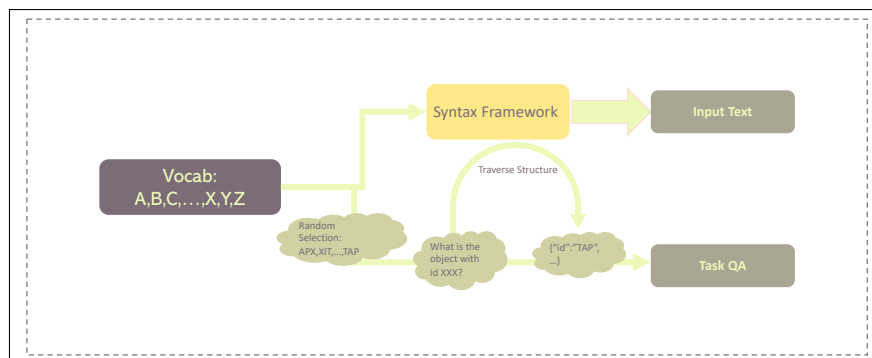 Syntax Framework
Input Text
Vocab:
A,B,C,…,X,Y,Z
Traverse Structure
Random
Selection:
APX,XIT,…,TAP
What is the
object with
id XXX?
{"id":"TAP",
…}
Task QA